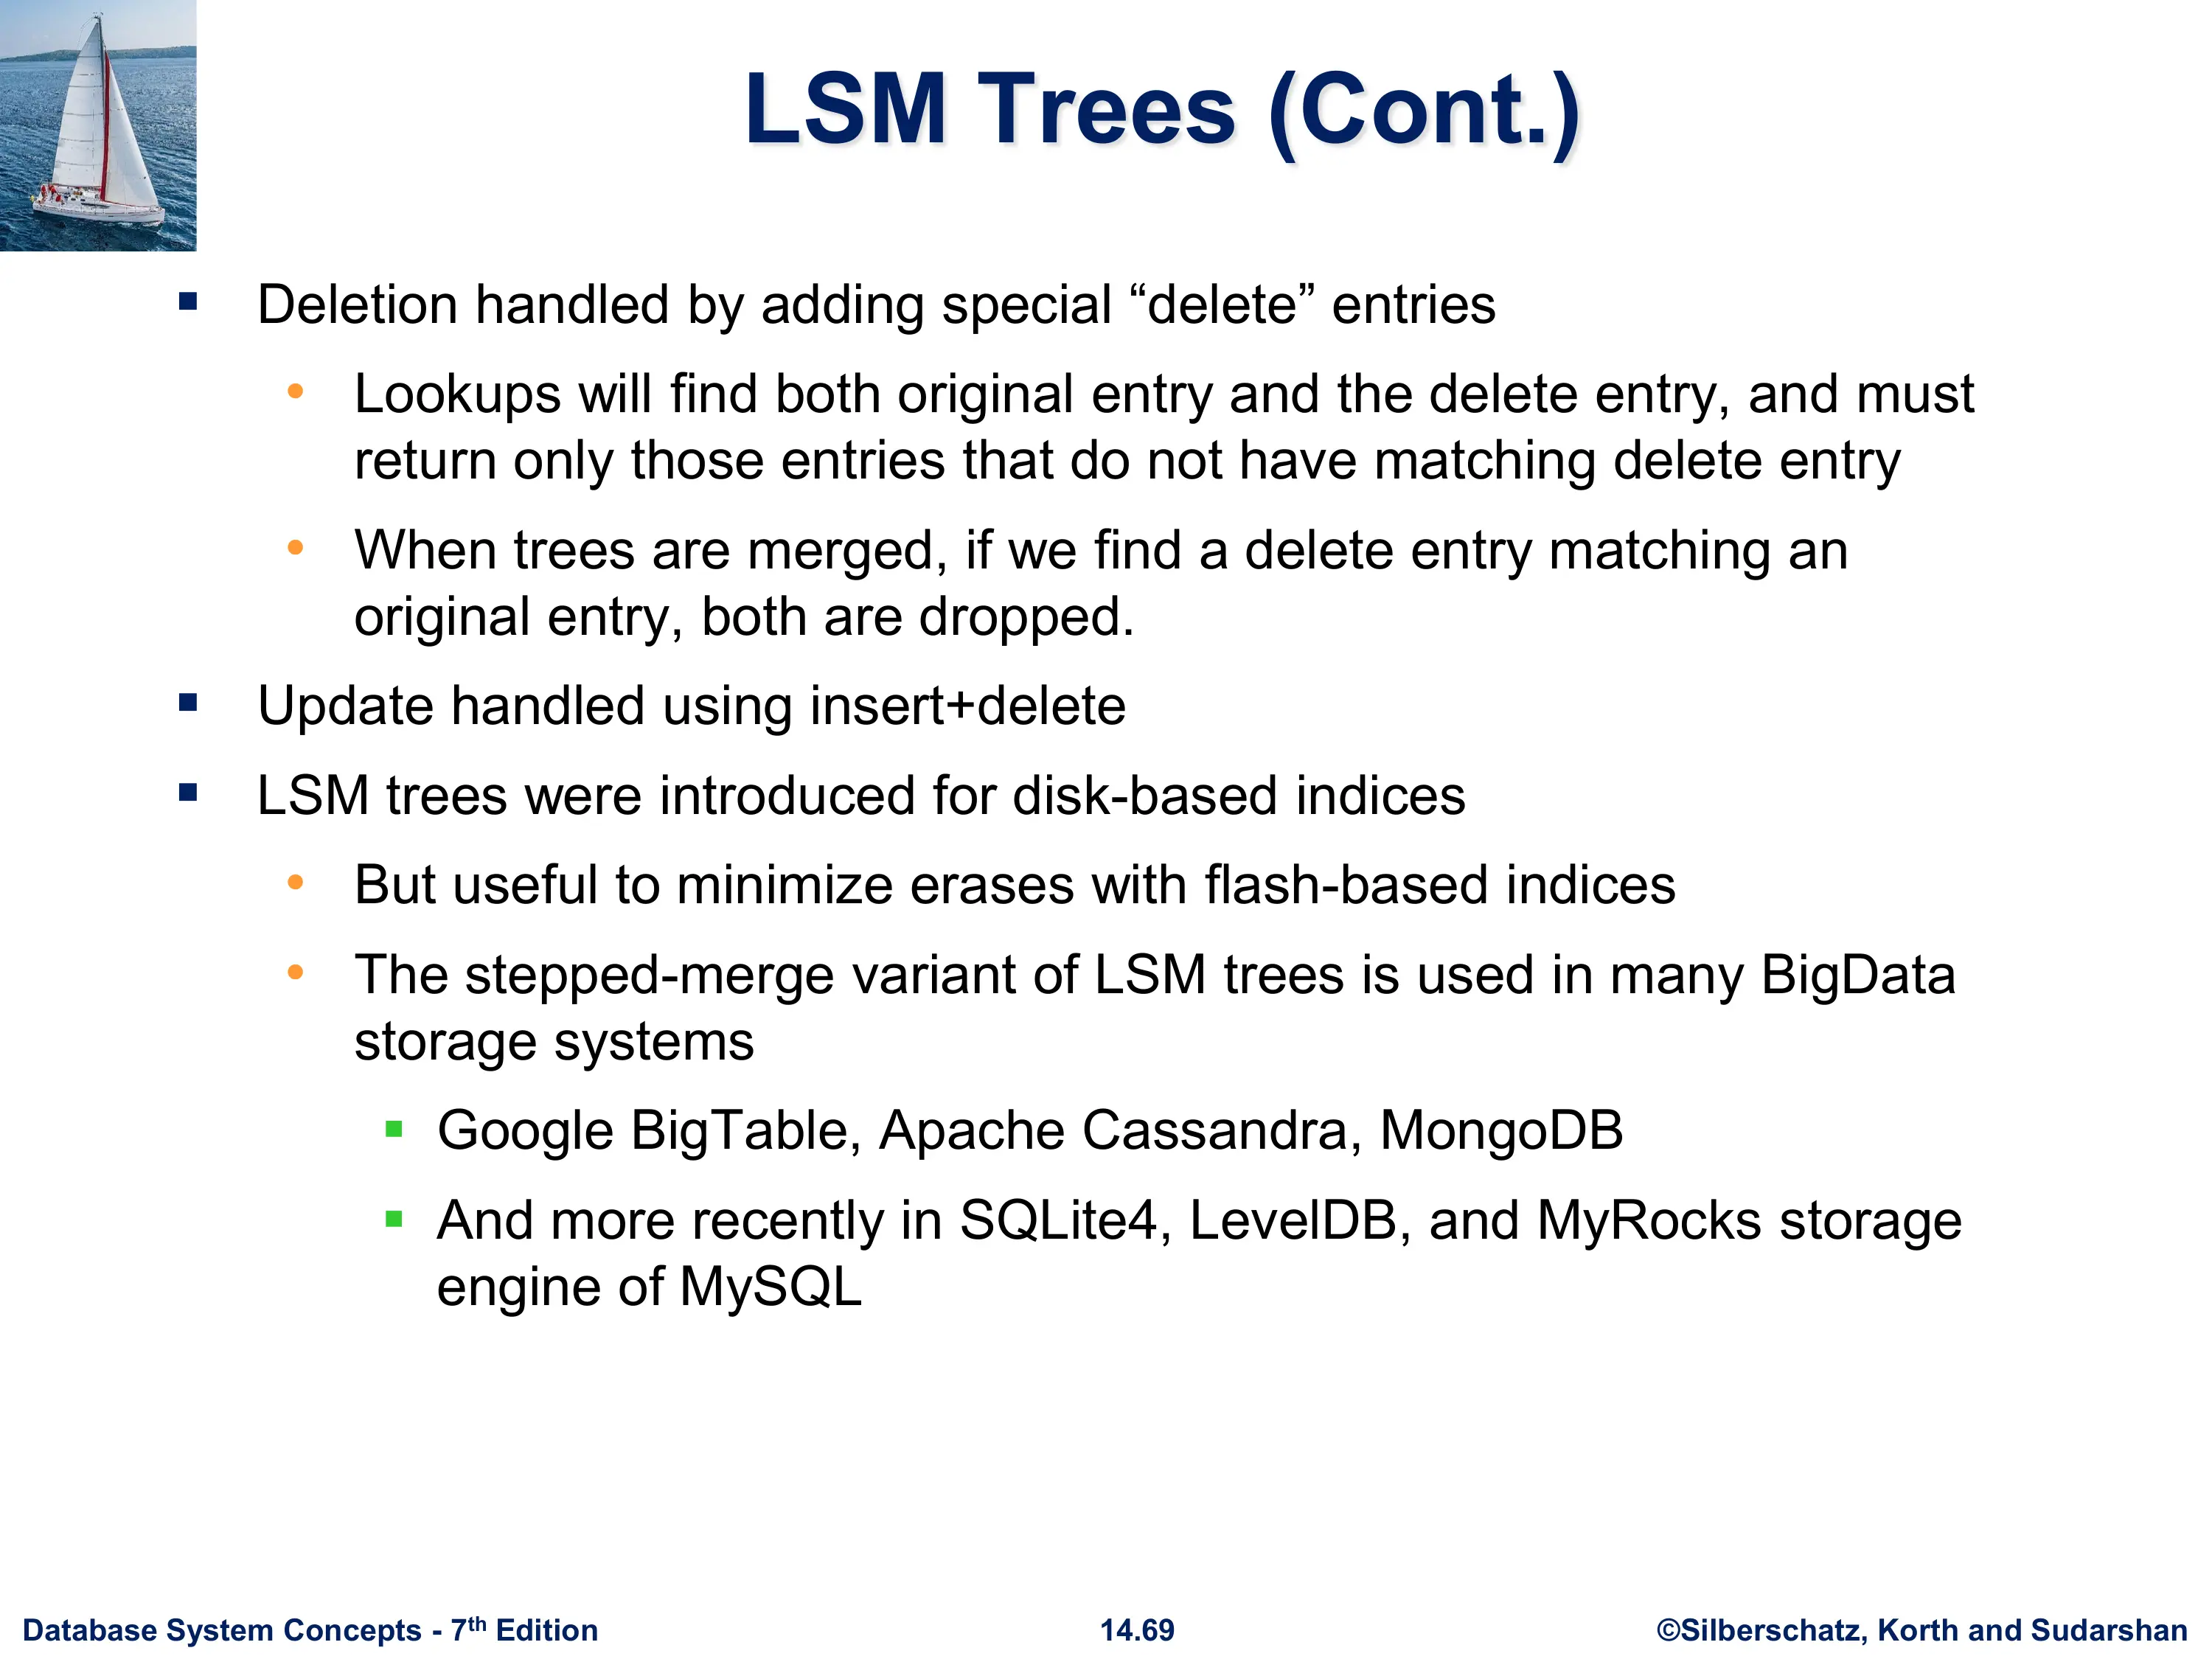 LSM Trees (Cont.)
▪ Deletion handled by adding special “delete” entries
• Lookups will find both original entry and the delete entry, and must
return only those entries that do not have matching delete entry
• When trees are merged, if we find a delete entry matching an
original entry, both are dropped.
▪ Update handled using insert+delete
▪ LSM trees were introduced for disk-based indices
• But useful to minimize erases with flash-based indices
• The stepped-merge variant of LSM trees is used in many BigData
storage systems
▪ Google BigTable, Apache Cassandra, MongoDB
▪ And more recently in SQLite4, LevelDB, and MyRocks storage
engine of MySQL
Database System Concepts - 7th Edition
14.69
©Silberschatz, Korth and Sudarshan